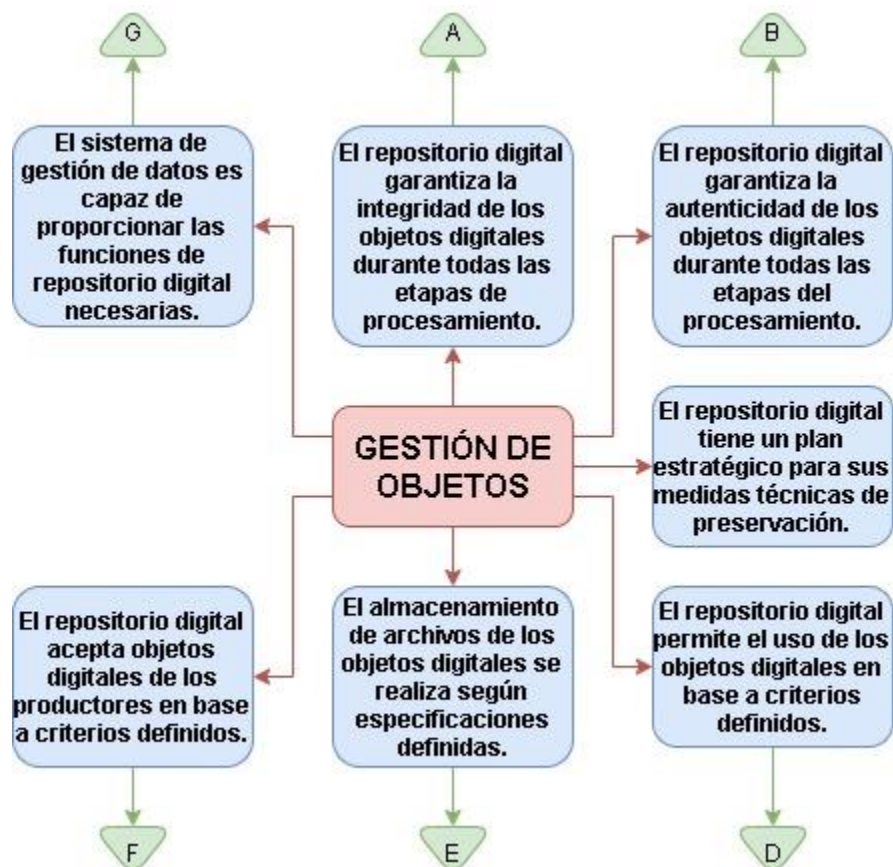 G
A
B
El sistema de
gestión de datos es
capaz de
proporcionar las
funciones de
repositorio digital
necesarias.
El repositorio digital
garantiza la
integridad de los
objetos digitales
durante todas las
etapas de
procesamiento.
El repositorio digital
garantiza la
autenticidad de los
objetos digitales
durante todas las
etapas del
procesamiento.
GESTIÓN DE
OBJETOS
El repositorio digital
tiene un plan
estratégico para sus
medidas técnicas de
preservación.
El repositorio digital
acepta objetos
digitales de los
productores en base
a criterios definidos.
El almacenamiento
de archivos de los
objetos digitales se
realiza según
especificaciones
definidas.
El repositorio digital
permite el uso de los
objetos digitales en
base a criterios
definidos.
F
E
D